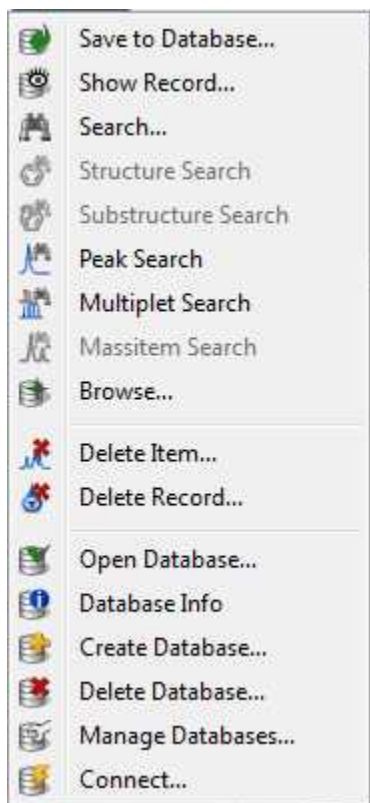 Save to Database...
Show Record...
Search...
Structure Search
Substructure Search
Peak Search
Multiplet Search
Massitem Search
Browse...
Delete Item...
Delete Record...
Open Database...
Database Info
Create Database...
Delete Database...
Manage Databases...
Connect...